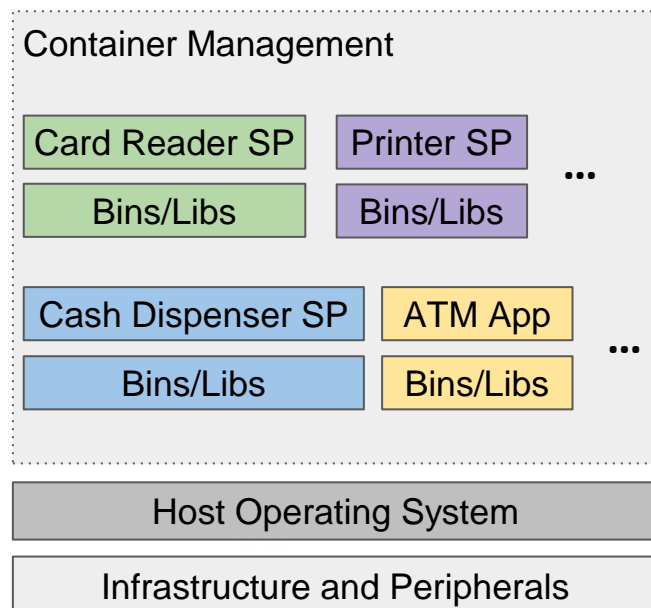 Container Management
Card Reader SP
Printer SP
...
Bins/Libs
Bins/Libs
Cash Dispenser SP
ATM App
...
Bins/Libs
Bins/Libs
Host Operating System
Infrastructure and Peripherals